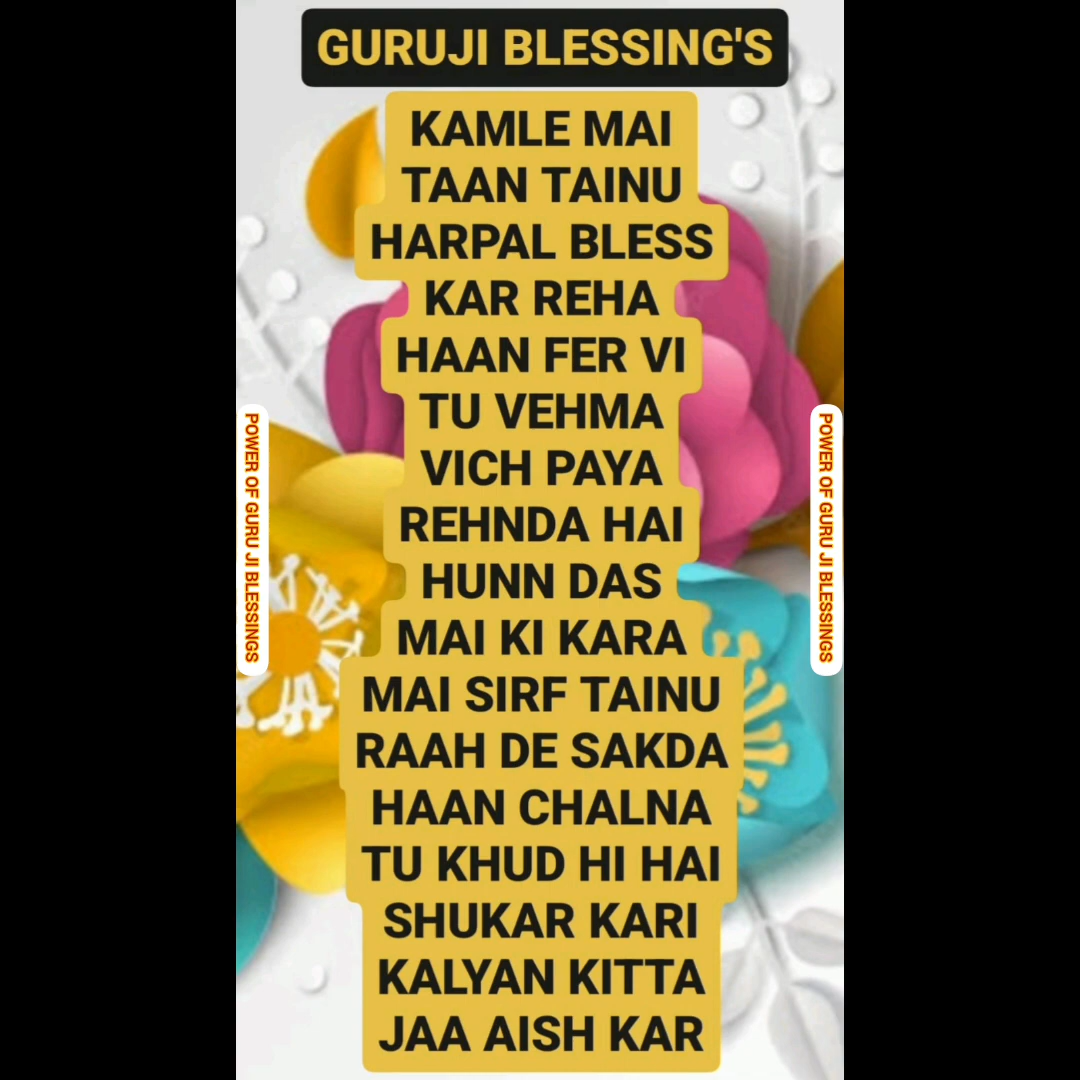 GURUJI BLESSING'S
KAMLE MAI
TAAN TAINU
HARPAL BLESS
KAR REHA
HAAN FER VI
TU VEHMA
VICH PAYA
REHNDA HAI
HUNN DAS
MAI KI KARA
MAI SIRF TAINU
RAAH DE SAKDA
HAAN CHALNA
TU KHUD HI HAI
SHUKAR KARI
KALYAN KITTA
JAA AISH KAR
POWER OF GURU JI BLESSINGS
POWER OF GURU JI BLESSINGS